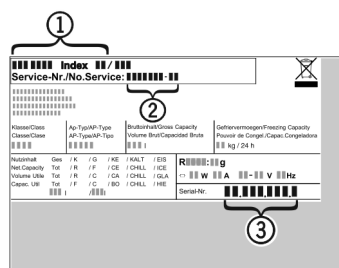 1
Index /
Service-Nr./No.Service: -
2
Klasse/Class
Classe/Clase
Ap-Typ/AP-Type
AP-Type/AP-Tipo
Bruttoinhalt/Gross Capacity
Volume Brut/Capacidad Brute
l
Gefriervermoegen/Freezing Capacity
Pouvoir de Congel./Capac.Congeladora
kg / 24 h
Nutzinhalt Ges / K / G / KE / KALT / EIS
Net.Capacity Tot / R / F / CE / CHILL / ICE
Volume Utile Tot / R / C / CA / CHILL / GLA
Capac. Util Tot / F / C / BO / CHILL / HIE
l / l
R : g
W A - V Hz
Serial-Nr. . . .
3